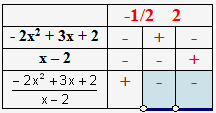 -1/2 2
- 2x² + 3x + 2 - + -
x – 2 - - +
- 2x² + 3x + 2 + - -
x – 2